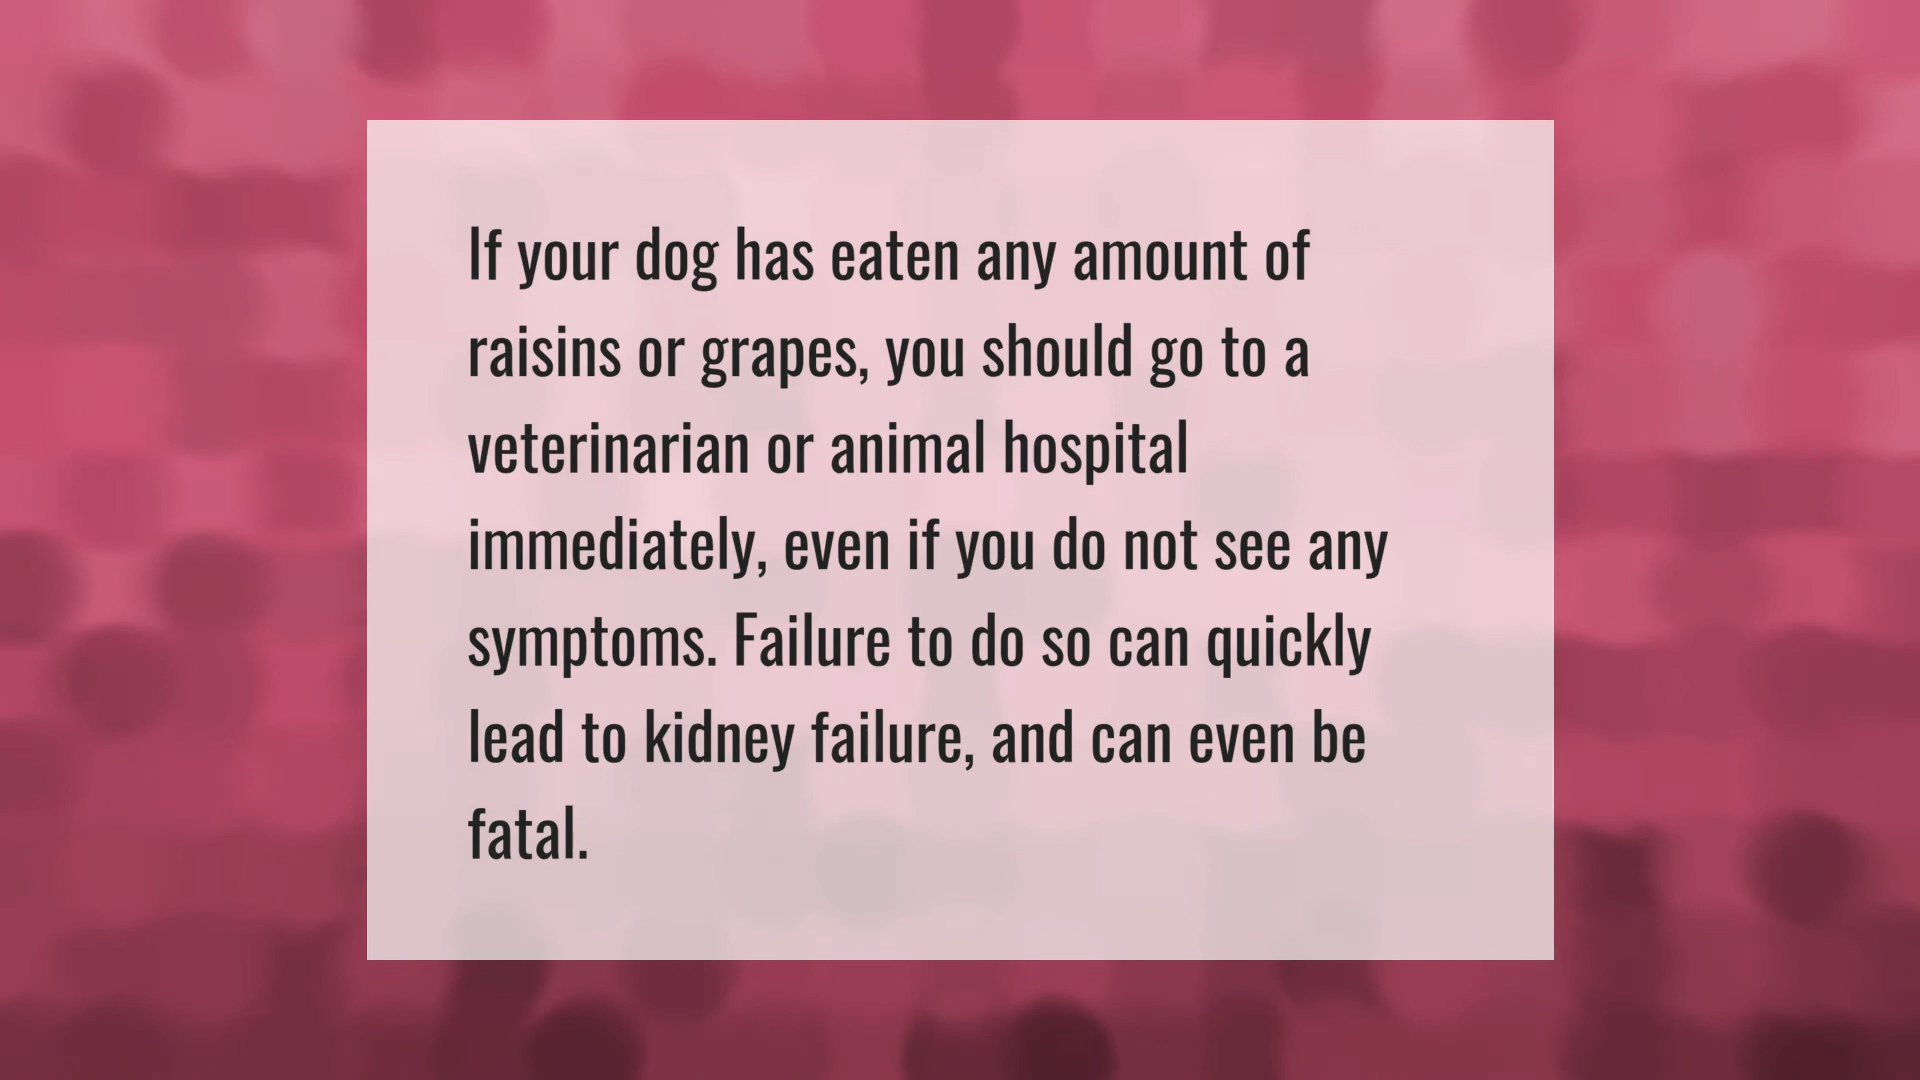 If your dog has eaten any amount of
raisins or grapes, you should go to a
veterinarian or animal hospital
immediately, even if you do not see any
symptoms. Failure to do so can quickly
lead to kidney failure, and can even be
fatal.